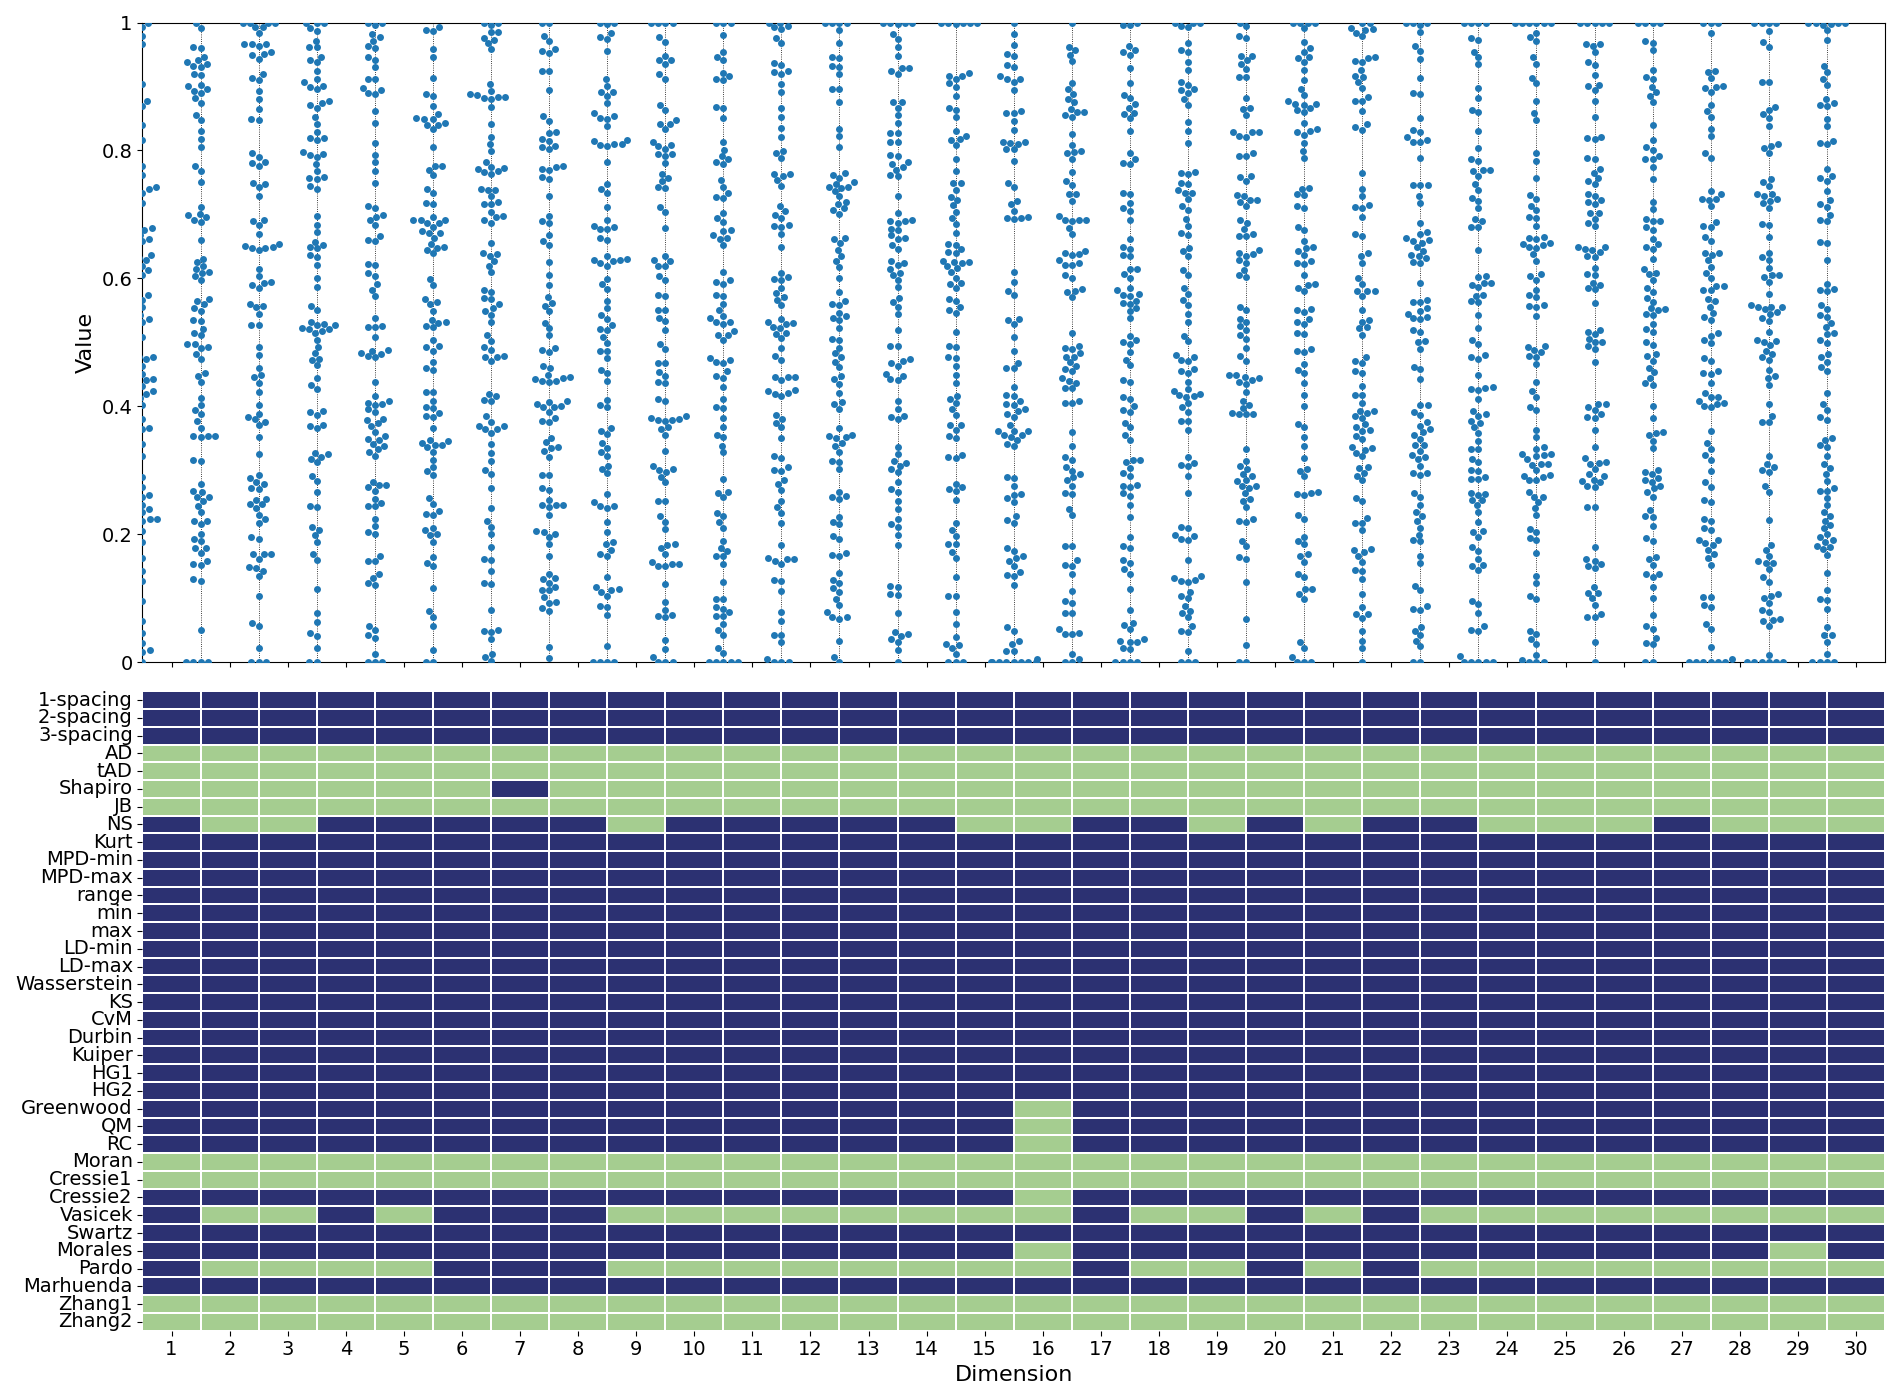 1
0.8
0.6
0.4
0.2
0
Value
1-spacing
2-spacing
3-spacing
AD
tAD
Shapiro
JB
NS
Kurt
MPD-min
MPD-max
range
min
max
LD-min
LD-max
Wasserstein
KS
CvM
Durbin
Kuiper
HG1
HG2
Greenwood
QM
RC
Moran
Cressie1
Cressie2
Vasicek
Swartz
Morales
Pardo
Marhuenda
Zhang1
Zhang2
1 2 3 4 5 6 7 8 9 10 11 12 13 14 15 16 17 18 19 20 21 22 23 24 25 26 27 28 29 30
Dimension